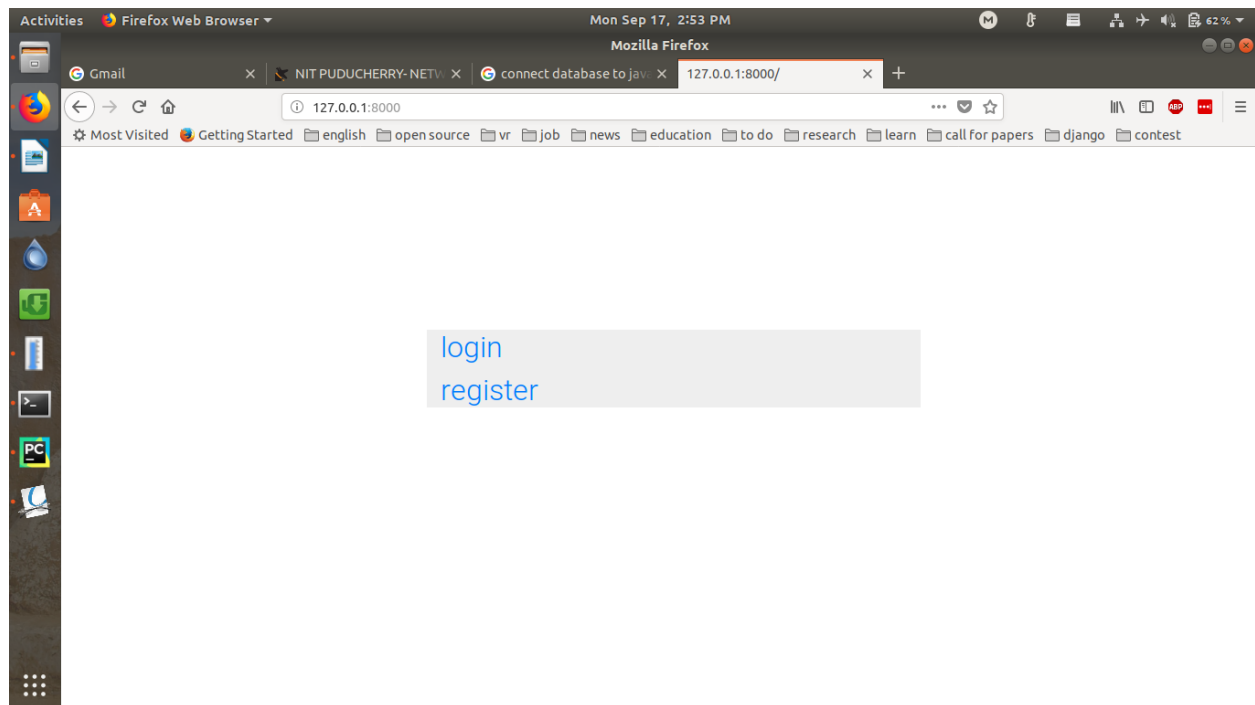 Activities Firefox Web Browser Mon Sep 17, 2:53 PM M 62 %
Mozilla Firefox
Gmail NIT PUDUCHERRY- NETW connect database to java 127.0.0.1:8000/
127.0.0.1:8000 ABP
Most Visited Getting Started english open source vr job news education to do research learn call for papers django contest
login
register
A
PC